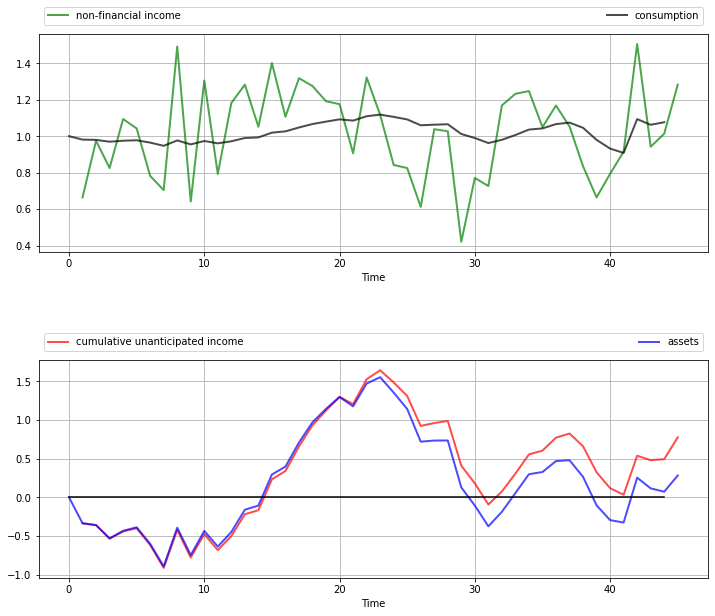 non-financial income consumption
1.4
1.2
1.0
0.8
0.6
0.4
0 10 20 30 40
Time
cumulative unanticipated income assets
1.5
1.0
0.5
0.0
−0.5
−1.0
0 10 20 30 40
Time